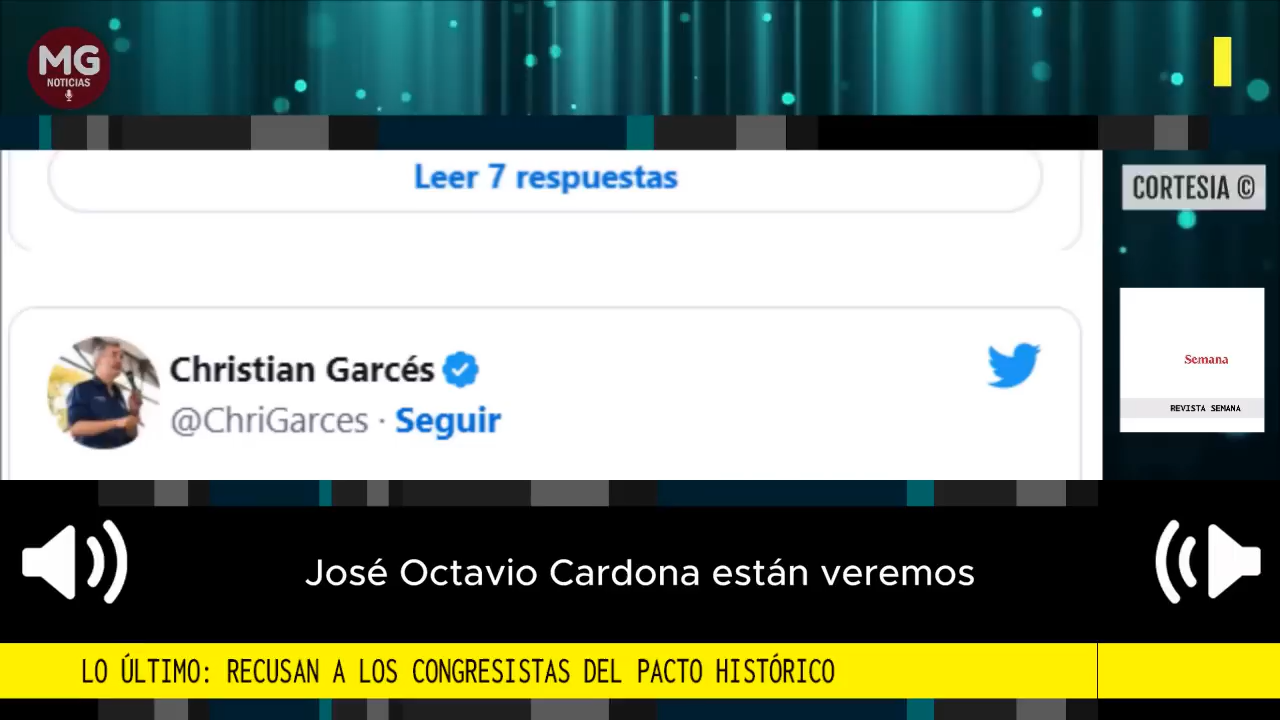 MG
NOTICIAS
Leer 7 respuestas
CORTESIA ©
Christian Garcés
@ChriGarces · Seguir
Semana
REVISTA SEMANA
José Octavio Cardona están veremos
LO ÚLTIMO: RECUSAN A LOS CONGRESISTAS DEL PACTO HISTÓRICO